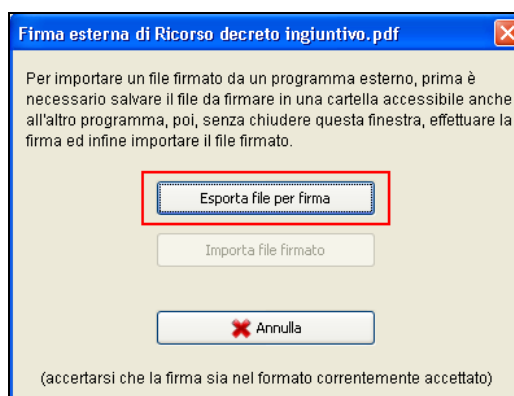 Firma esterna di Ricorso decreto ingiuntivo.pdf
Per importare un file firmato da un programma esterno, prima è
necessario salvare il file da firmare in una cartella accessibile anche
all'altro programma, poi, senza chiudere questa finestra, effettuare la
firma ed infine importare il file firmato.
Esporta file per firma
Importa file firmato
Annulla
(accertarsi che la firma sia nel formato correntemente accettato)